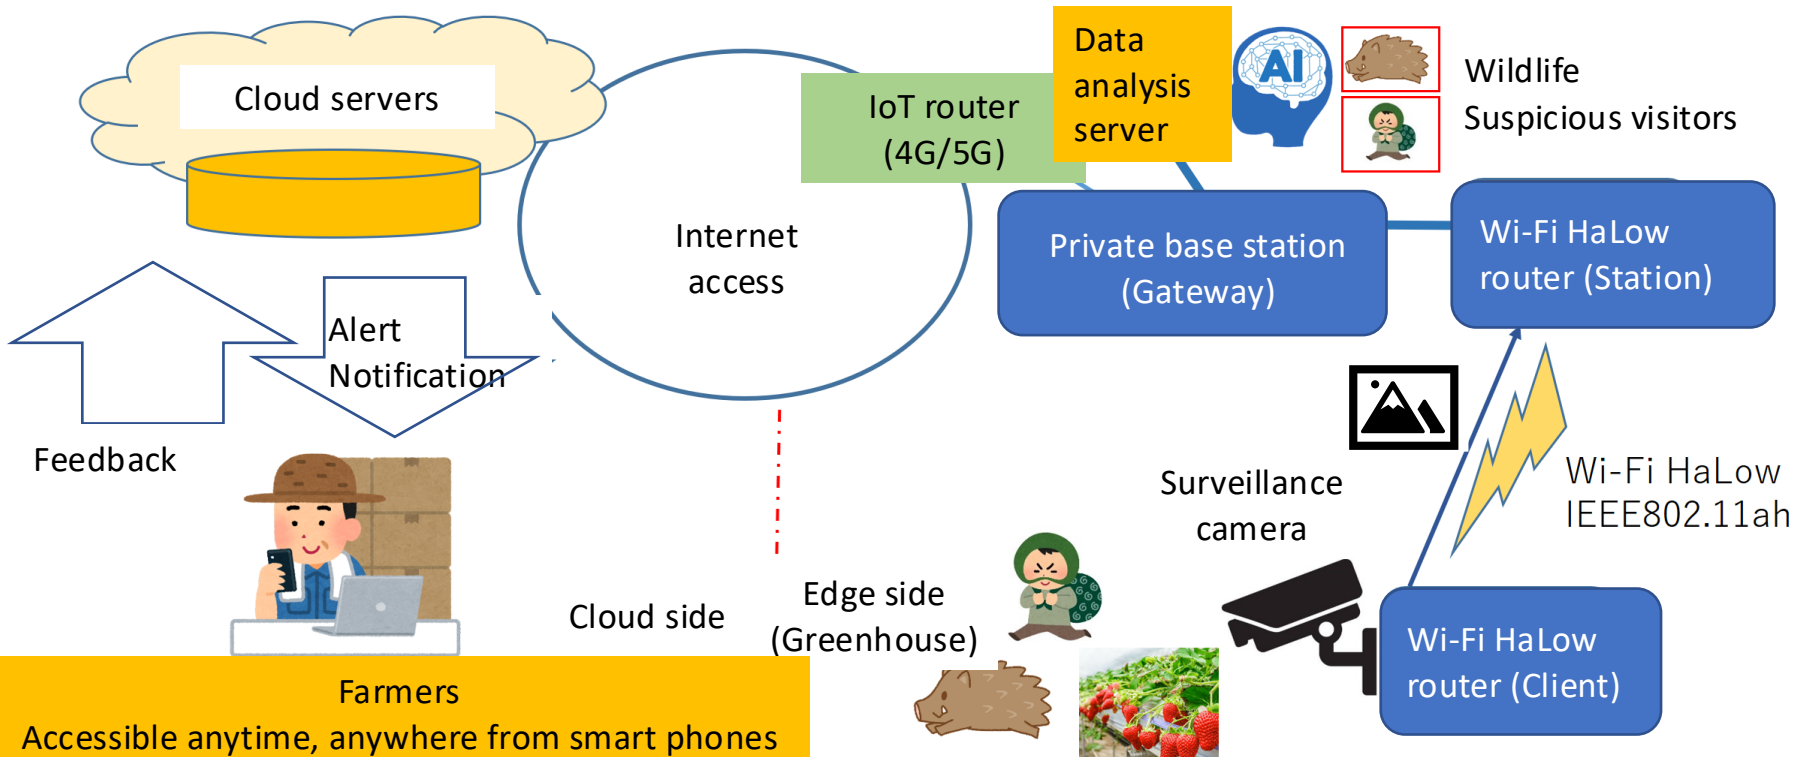 Cloud servers
IoT router
(4G/5G)
Data
analysis
server
AI
Wildlife
Suspicious visitors
Internet
access
Private base station
(Gateway)
Wi-Fi HaLow
router (Station)
Alert
Notification
Feedback
Surveillance
camera
Wi-Fi HaLow
IEEE802.11ah
Cloud side
Edge side
(Greenhouse)
Wi-Fi HaLow
router (Client)
Farmers
Accessible anytime, anywhere from smart phones